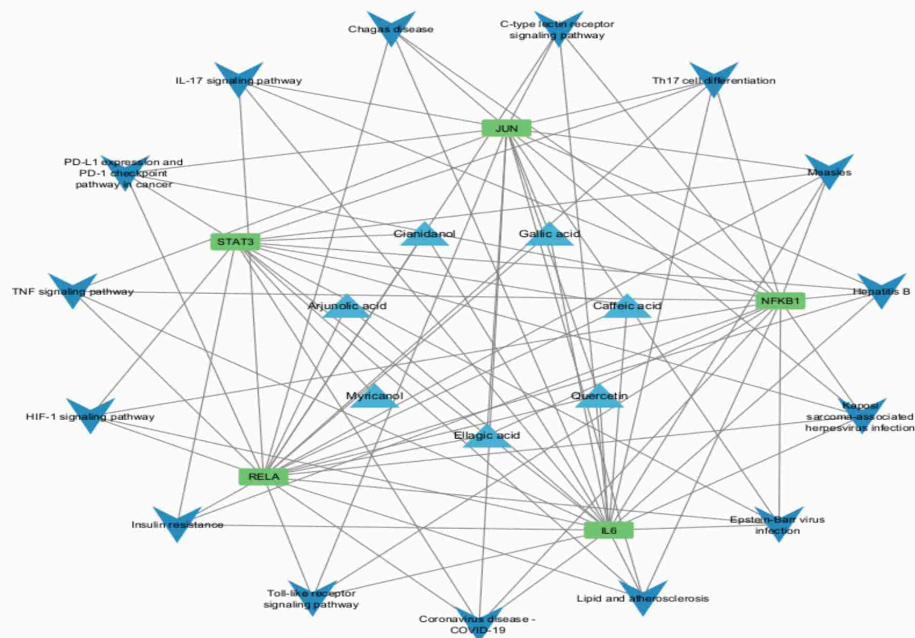 C-type lectin receptor
signaling pathway
Chagas disease
IL-17 signaling pathway
Th17 cell differentiation
JUN
PD-L1 expression and
PD-1 checkpoint
pathway in cancer
Measles
STAT3
Cianidanol
Gallic acid
TNF signaling pathway
Arjunolic acid
Caffeic acid
NFKB1
Hepatitis B
Myricanol
Quercetin
HIF-1 signaling pathway
Kaposi
sarcoma-associated
herpesvirus infection
Ellagic acid
RELA
Insulin resistance
IL6
Epstein-Barr virus
infection
Toll-like receptor
signaling pathway
Lipid and atherosclerosis
Coronavirus disease -
COVID-19